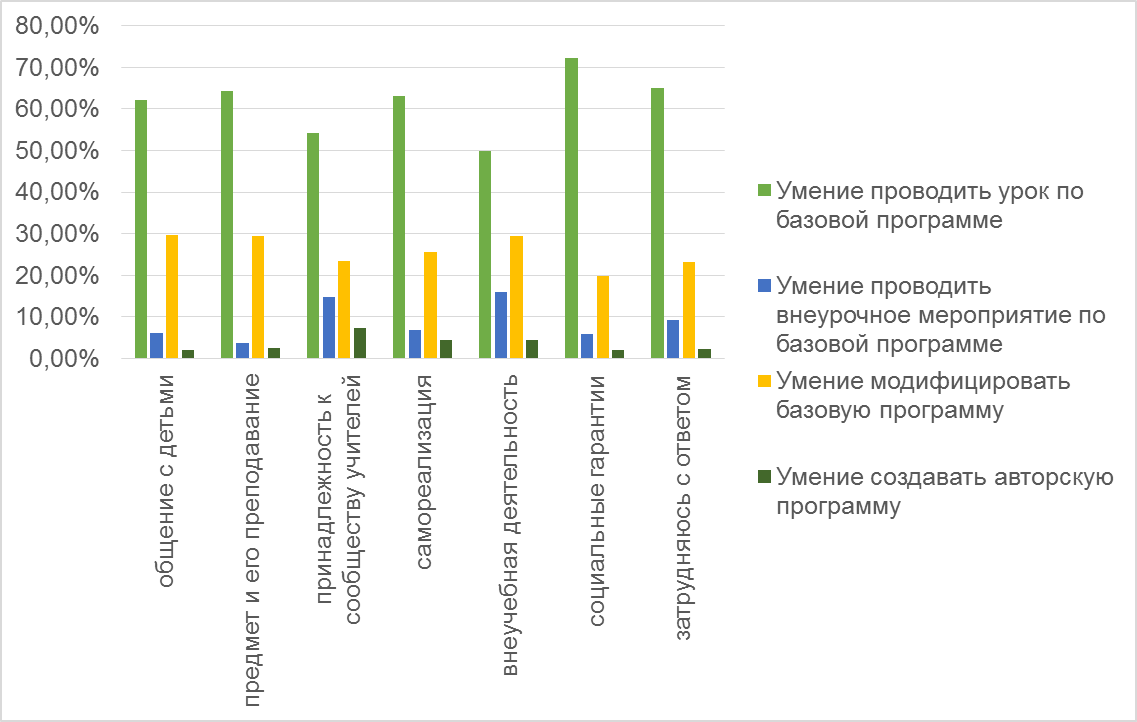 80,00%
70,00%
60,00%
50,00%
40,00%
30,00%
20,00%
10,00%
0,00%
общение с детьми
предмет и его преподавание
принадлежность к
сообществу учителей
самореализация
внеучебная деятельность
социальные гарантии
затрудняюсь с ответом
Умение проводить урок по
базовой программе
Умение проводить
внеурочное мероприятие по
базовой программе
Умение модифицировать
базовую программу
Умение создавать авторскую
программу